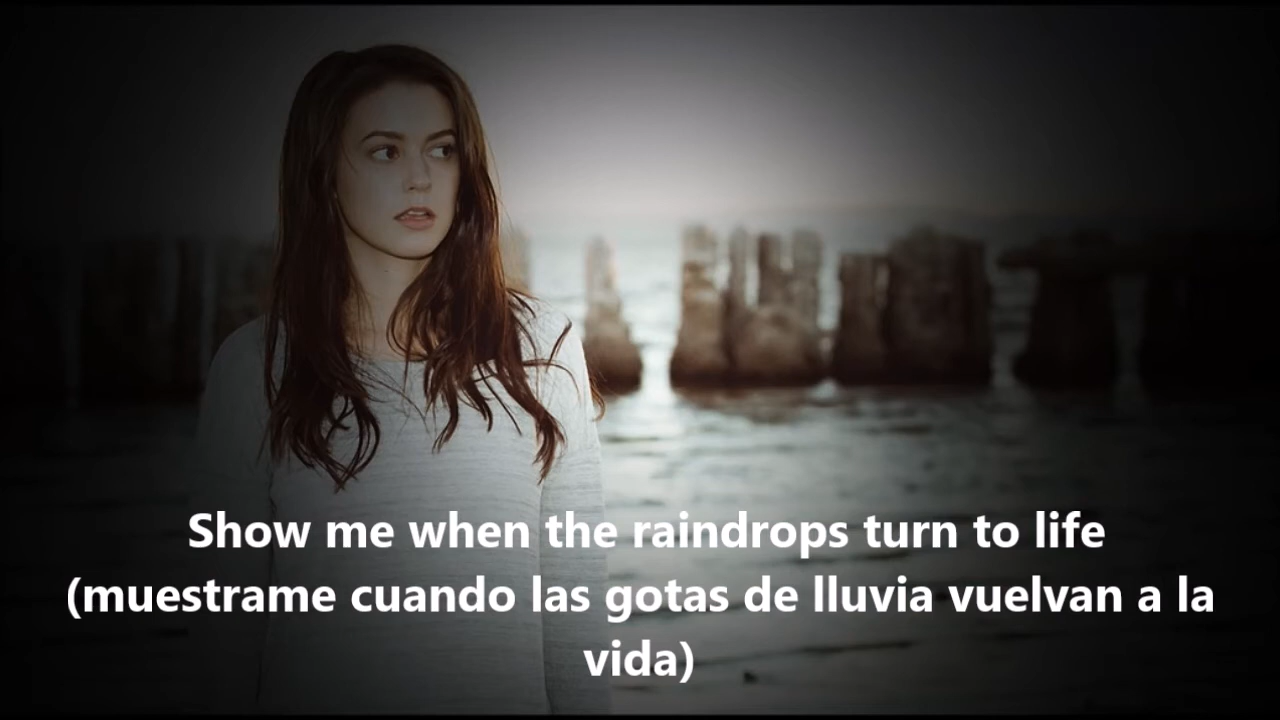 Show me when the raindrops turn to life
(muestrame cuando las gotas de lluvia vuelvan a la
vida)